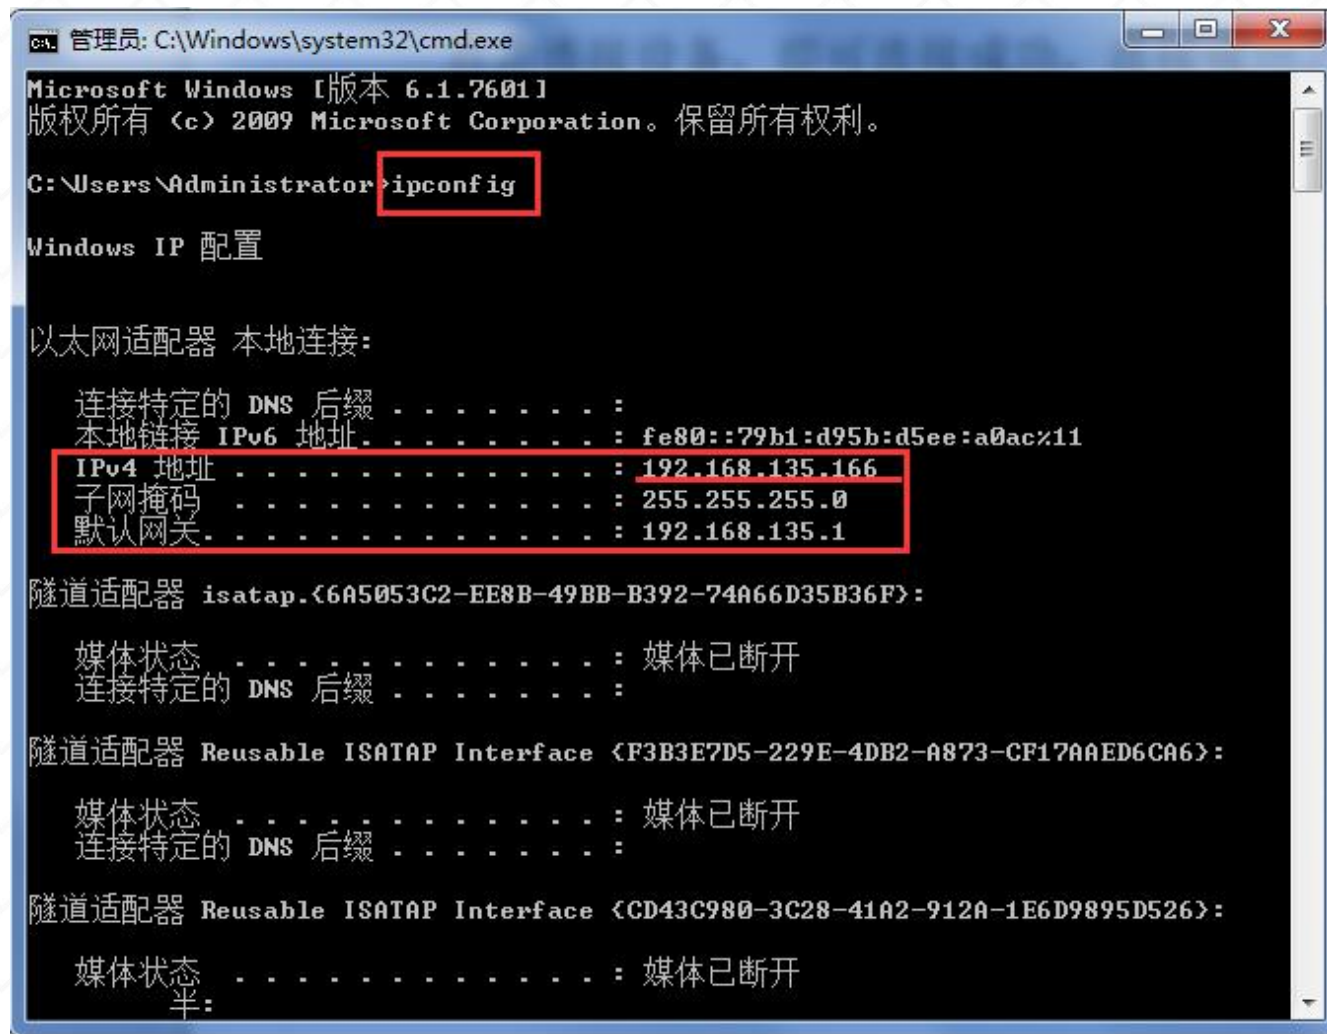 管理员: C:\Windows\system32\cmd.exe
Microsoft Windows [版本 6.1.7601]
版权所有 (c) 2009 Microsoft Corporation。保留所有权利。
C:\Users\Administrator>ipconfig
Windows IP 配置
以太网适配器 本地连接:
连接特定的 DNS 后缀 . . . . . . . :
本地链接 IPv6 地址. . . . . . . . : fe80::79b1:d95b:d5ee:a0ac%11
IPv4 地址 . . . . . . . . . . . . : 192.168.135.166
子网掩码  . . . . . . . . . . . . : 255.255.255.0
默认网关. . . . . . . . . . . . . : 192.168.135.1
隧道适配器 isatap.{6A5053C2-EE8B-49BB-B392-74A66D35B36F}:
媒体状态  . . . . . . . . . . . . : 媒体已断开
连接特定的 DNS 后缀 . . . . . . . :
隧道适配器 Reusable ISATAP Interface {F3B3E7D5-229E-4DB2-A873-CF17AAED6CA6}:
媒体状态  . . . . . . . . . . . . : 媒体已断开
连接特定的 DNS 后缀 . . . . . . . :
隧道适配器 Reusable ISATAP Interface {CD43C980-3C28-41A2-912A-1E6D9895D526}:
媒体状态  . . . . . . . . . . . . : 媒体已断开
半: